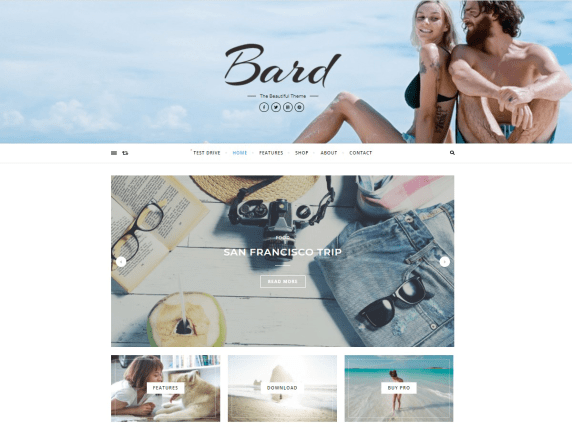 Bard
The Beautiful Theme
TEST DRIVE HOME FEATURES SHOP ABOUT CONTACT
FOOD
SAN FRANCISCO TRIP
READ MORE
FEATURES
DOWNLOAD
BUY PRO